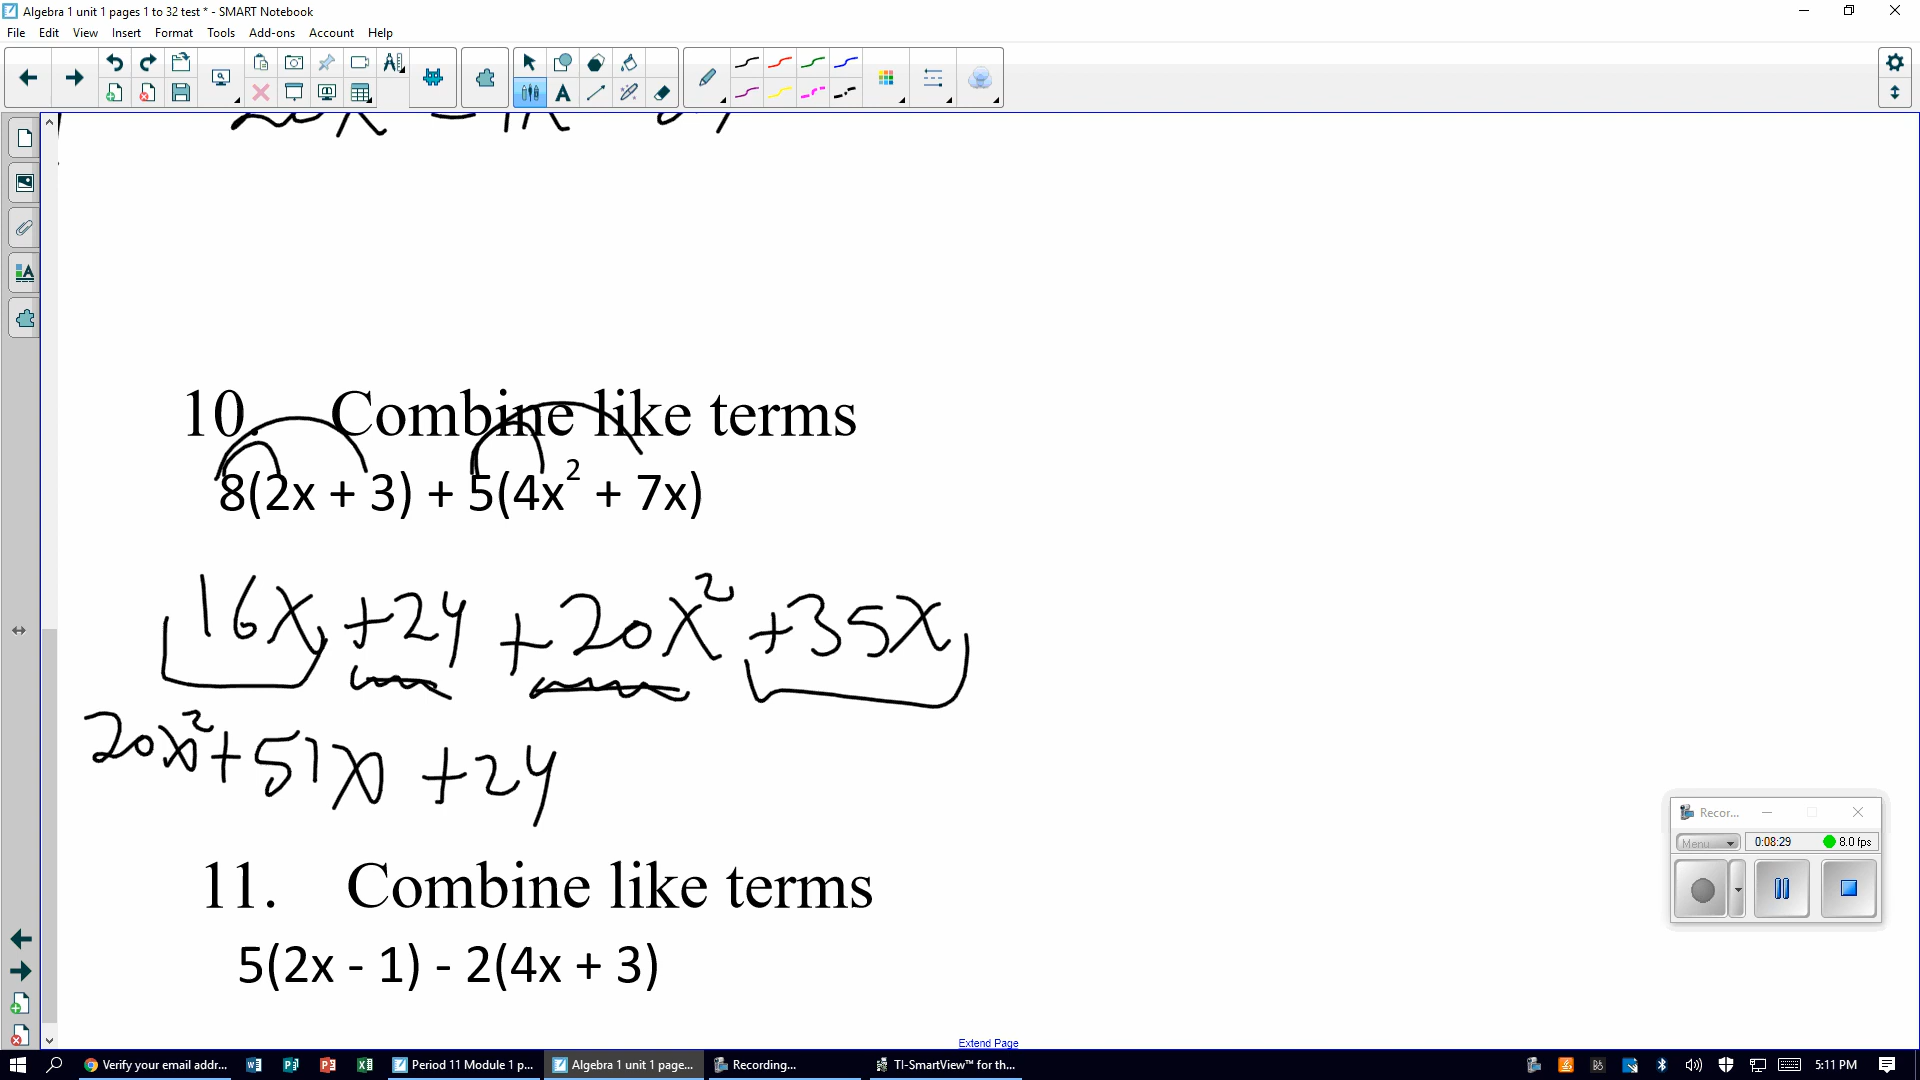 Algebra 1 unit 1 pages 1 to 32 test * - SMART Notebook
File Edit View Insert Format Tools Add-ons Account Help
10. Combine like terms
8(2x + 3) + 5(4x² + 7x)
16x + 24 + 20x² + 35x
20x² + 51x + 24
11. Combine like terms
5(2x - 1) - 2(4x + 3)
Extend Page
Recor...
Menu 0:08:29 8.0 fps
Verify your email addr... Period 11 Module 1 p... Algebra 1 unit 1 page... Recording... TI-SmartView™ for th... 5:11 PM